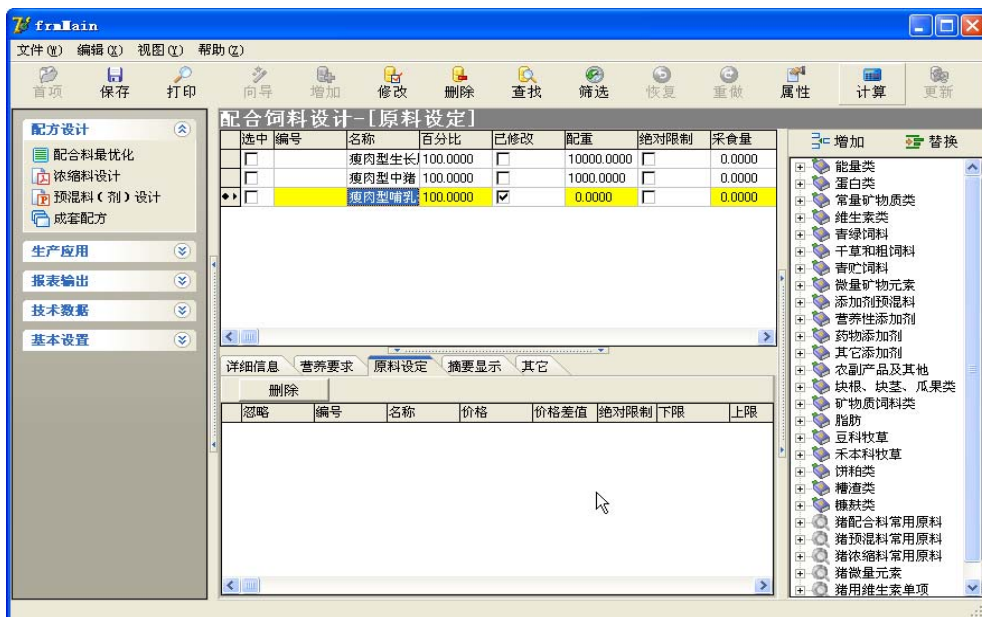 frmMain
文件(W) 编辑(X) 视图(Y) 帮助(Z)
首项 保存 打印 向导 增加 修改 删除 查找 筛选 恢复 重做 属性 计算 更新
配方设计
配合料最优化
浓缩料设计
预混料(剂)设计
成套配方
生产应用
报表输出
技术数据
基本设置
配合饲料设计-[原料设定]
选中 编号 名称 百分比 已修改 配重 绝对限制 采食量
瘦肉型生长 100.0000 10000.0000 0.0000
瘦肉型中猪 100.0000 1000.0000 0.0000
瘦肉型哺乳 100.0000 0.0000 0.0000
详细信息 营养要求 原料设定 摘要显示 其它
删除
忽略 编号 名称 价格 价格差值 绝对限制 下限 上限
增加 替换
能量类
蛋白类
常量矿物质类
维生素类
青绿饲料
干草和粗饲料
青贮饲料
微量矿物元素
添加剂预混料
营养性添加剂
药物添加剂
其它添加剂
农副产品及其他
块根、块茎、瓜果类
矿物质饲料类
脂肪
豆科牧草
禾本科牧草
饼粕类
糟渣类
糠麸类
猪配合料常用原料
猪预混料常用原料
猪浓缩料常用原料
猪微量元素
猪用维生素单项